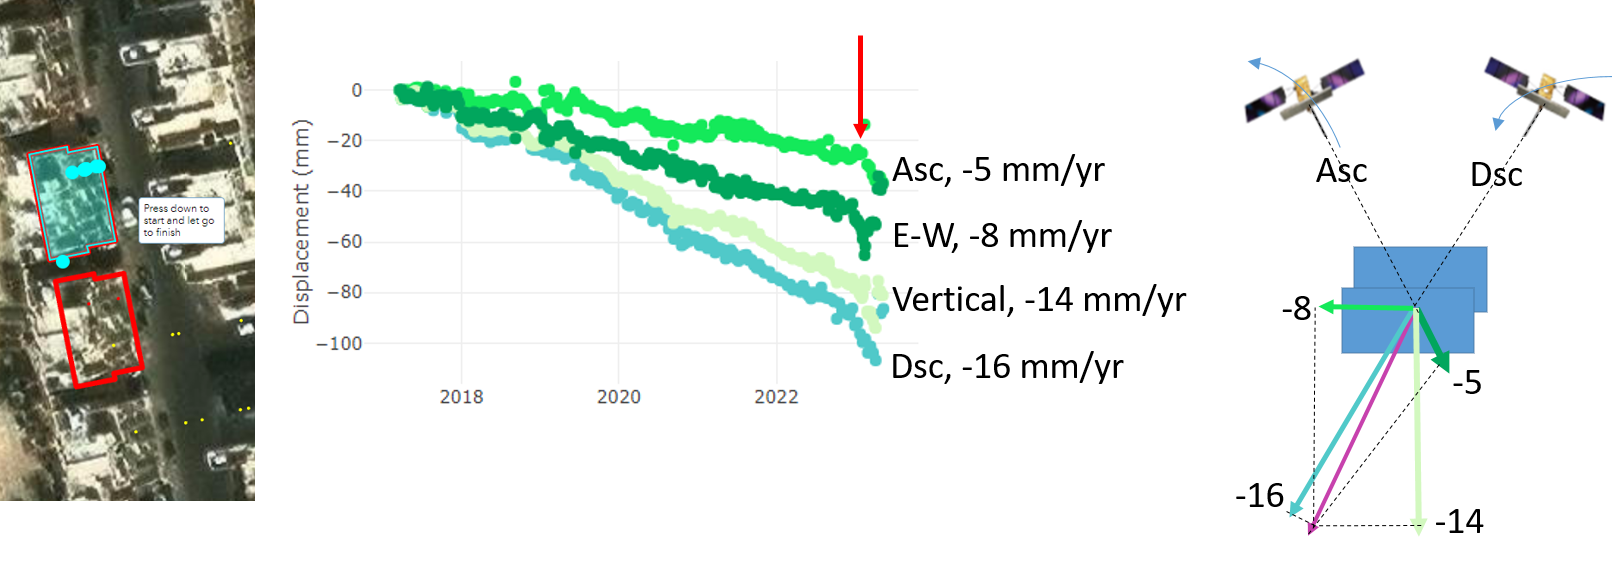 Press down to
start and let go
to finish
Displacement (mm)
0
−20
−40
−60
−80
−100
2018
2020
2022
Asc, -5 mm/yr
E-W, -8 mm/yr
Vertical, -14 mm/yr
Dsc, -16 mm/yr
Asc
Dsc
-8
-5
-16
-14